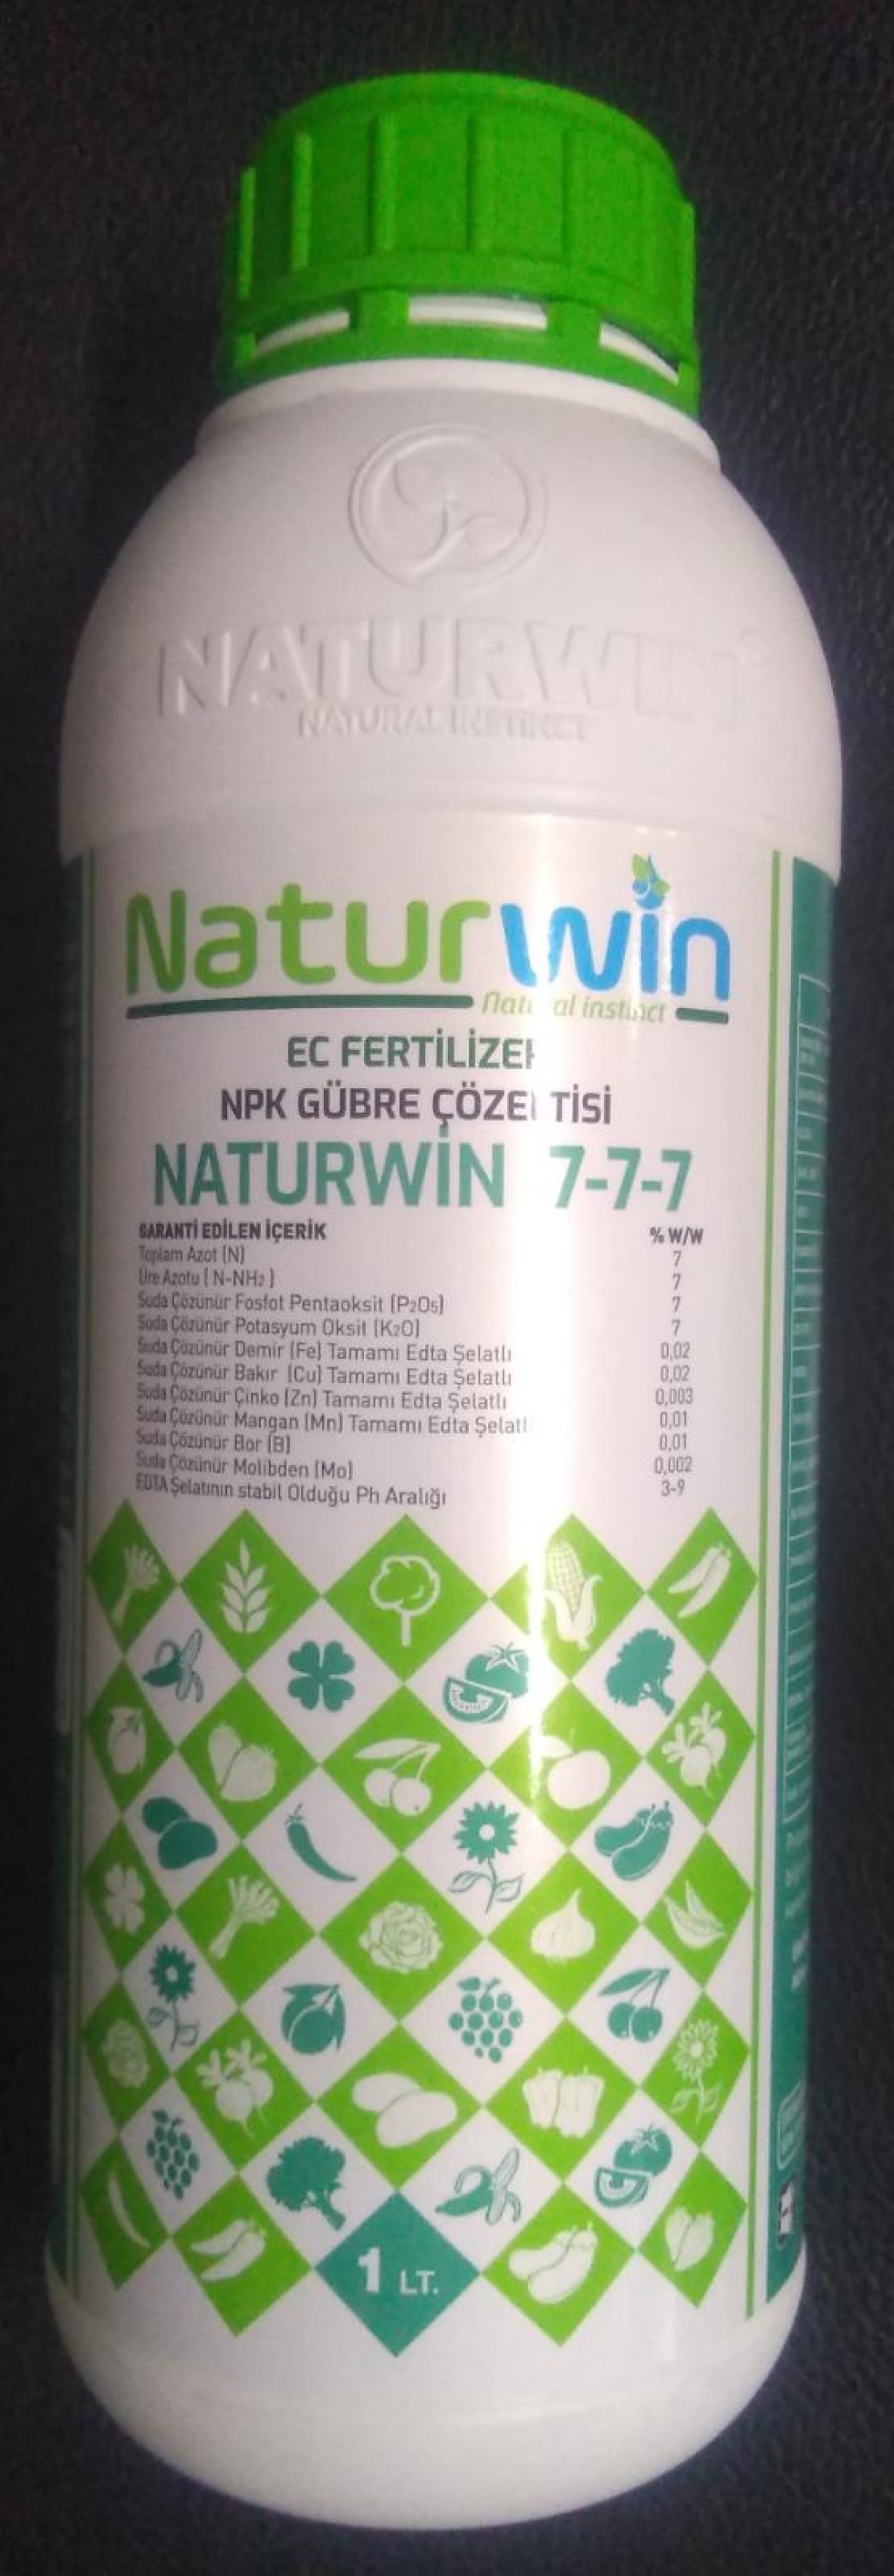 NATURWIN
NATURAL INSTINCT
Naturwin
Natural instinct
EC FERTİLİZER
NPK GÜBRE ÇÖZELTİSİ
NATURWİN 7-7-7
GARANTİ EDİLEN İÇERİK % W/W
Toplam Azot (N) 7
Üre Azotu ( N-NH2 ) 7
Suda Çözünür Fosfot Pentaoksit (P2O5) 7
Suda Çözünür Potasyum Oksit (K2O) 7
Suda Çözünür Demir (Fe) Tamamı Edta Şelatlı 0,02
Suda Çözünür Bakır (Cu) Tamamı Edta Şelatlı 0,02
Suda Çözünür Çinko (Zn) Tamamı Edta Şelatlı 0,003
Suda Çözünür Mangan (Mn) Tamamı Edta Şelatlı 0,01
Suda Çözünür Bor (B) 0,01
Suda Çözünür Molibden (Mo) 0,002
EDTA Şelatının stabil Olduğu Ph Aralığı 3-9
1 LT.